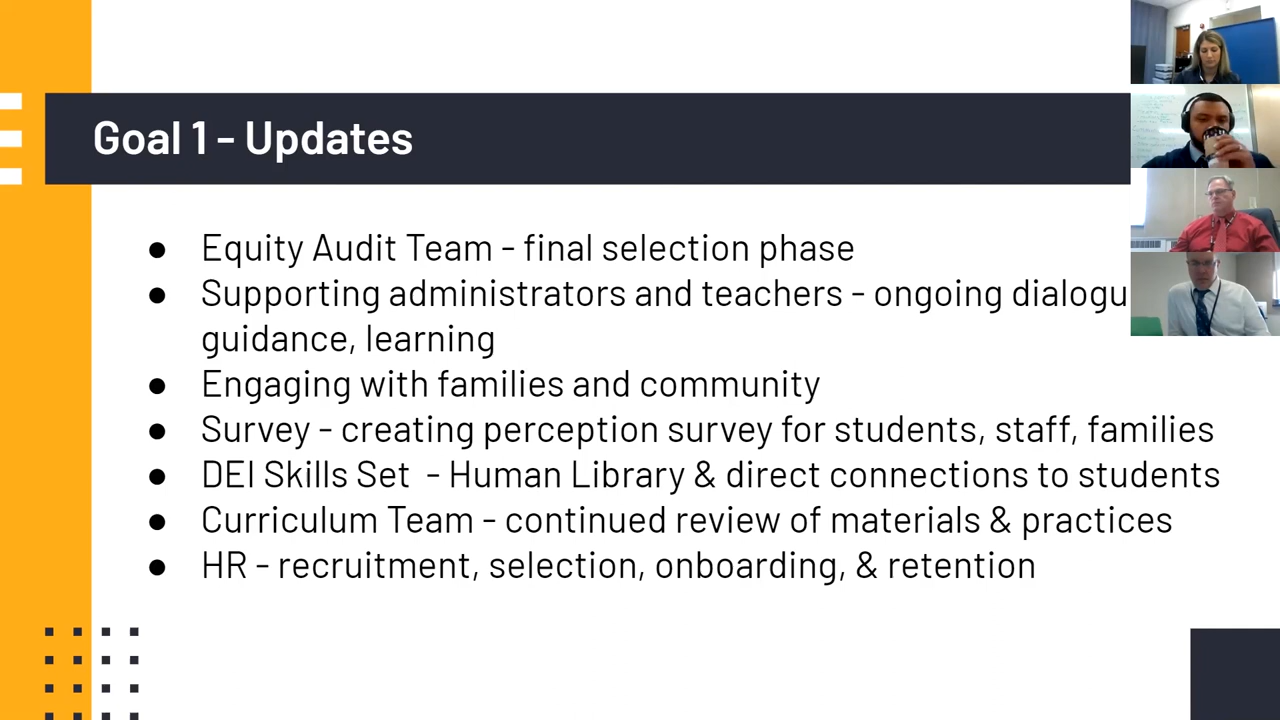 Goal 1 - Updates
● Equity Audit Team - final selection phase
● Supporting administrators and teachers - ongoing dialogu
guidance, learning
● Engaging with families and community
● Survey - creating perception survey for students, staff, families
● DEI Skills Set - Human Library & direct connections to students
● Curriculum Team - continued review of materials & practices
● HR - recruitment, selection, onboarding, & retention